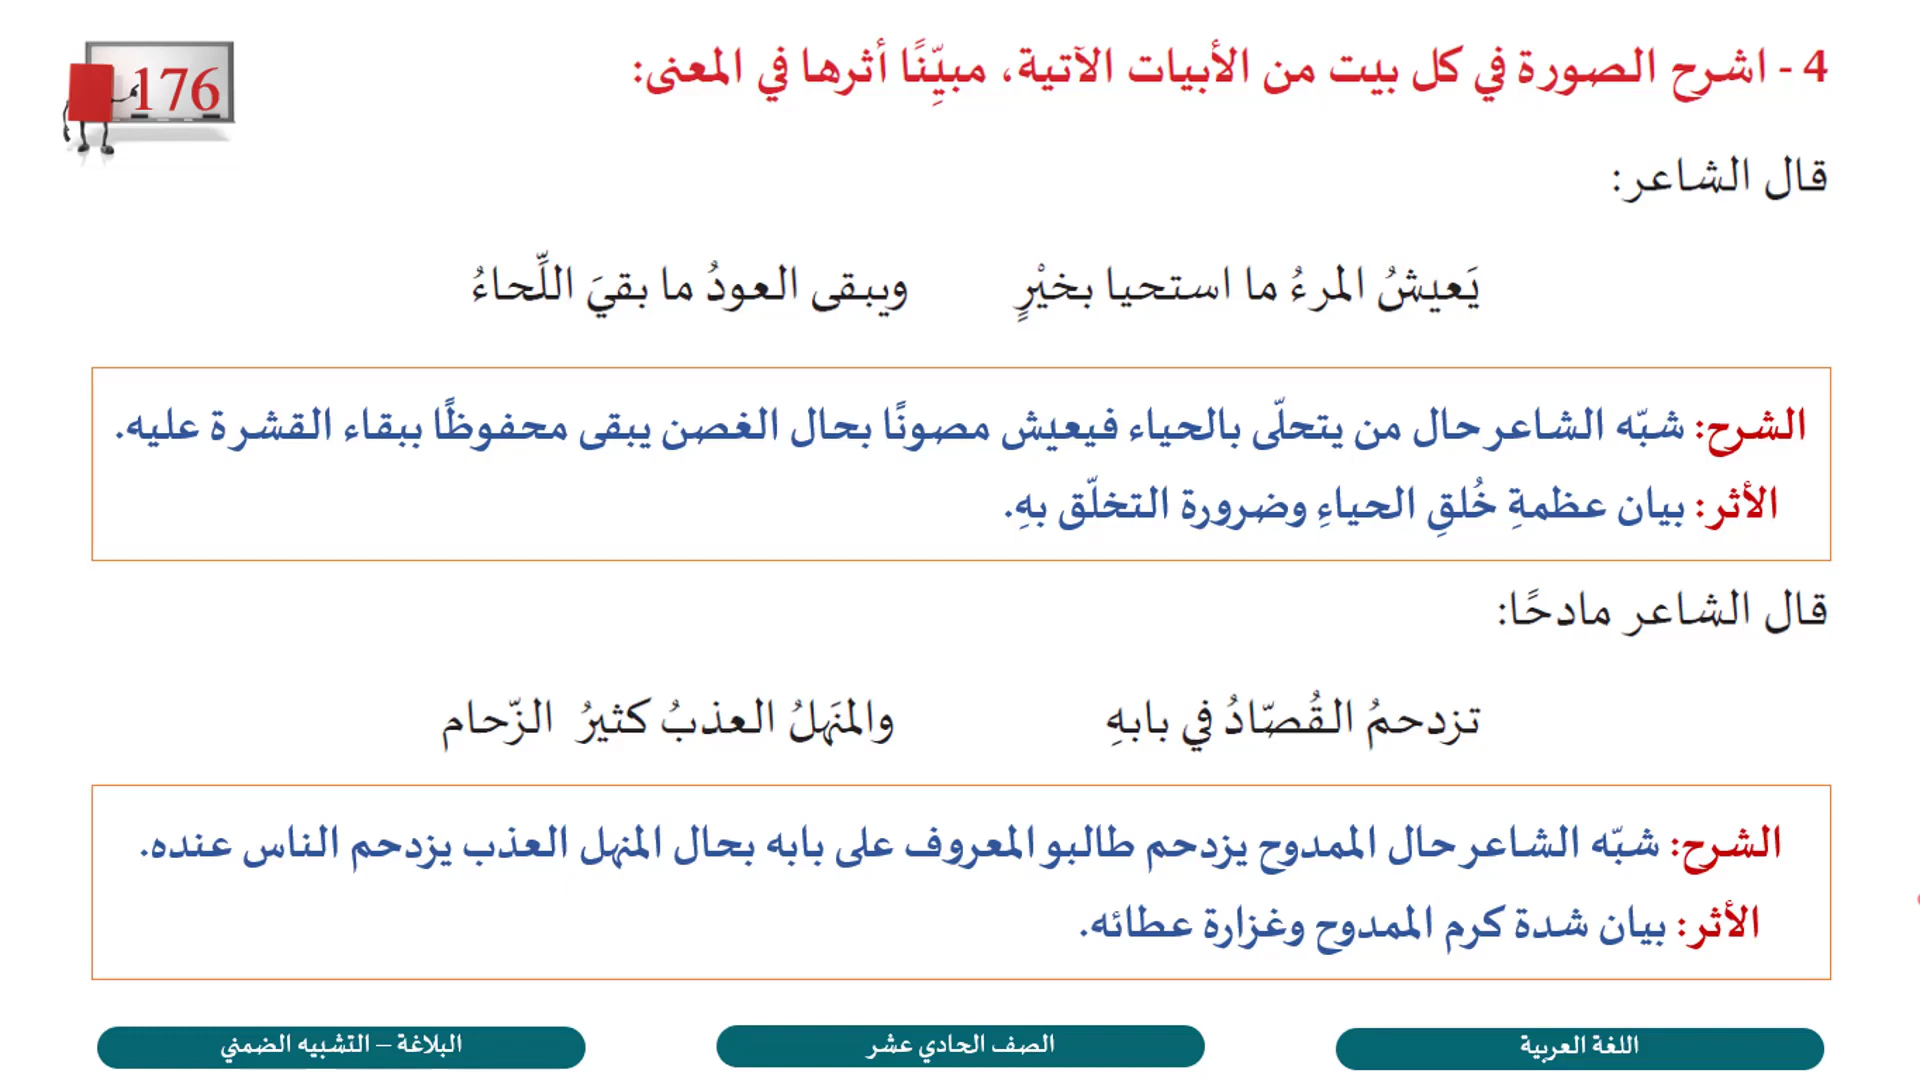 176
4 - اشرح الصورة في كل بيت من الأبيات الآتية، مبيِّنًا أثرها في المعنى:
قال الشاعر:
يَعيشُ المرءُ ما استحيا بخيْرٍ ويبقى العودُ ما بقيَ اللِّحاءُ
الشرح: شبّه الشاعر حال من يتحلّى بالحياء فيعيش مصونًا بحال الغصن يبقى محفوظًا ببقاء القشرة عليه.
الأثر: بيان عظمةِ خُلقِ الحياءِ وضرورة التخلّق بهِ.
قال الشاعر مادحًا:
تزدحمُ القُصّادُ في بابهِ والمنَهلُ العذبُ كثيرُ الزّحام
الشرح: شبّه الشاعر حال الممدوح يزدحم طالبو المعروف على بابه بحال المنهل العذب يزدحم الناس عنده.
الأثر: بيان شدة كرم الممدوح وغزارة عطائه.
اللغة العربية
الصف الحادي عشر
البلاغة – التشبيه الضمني